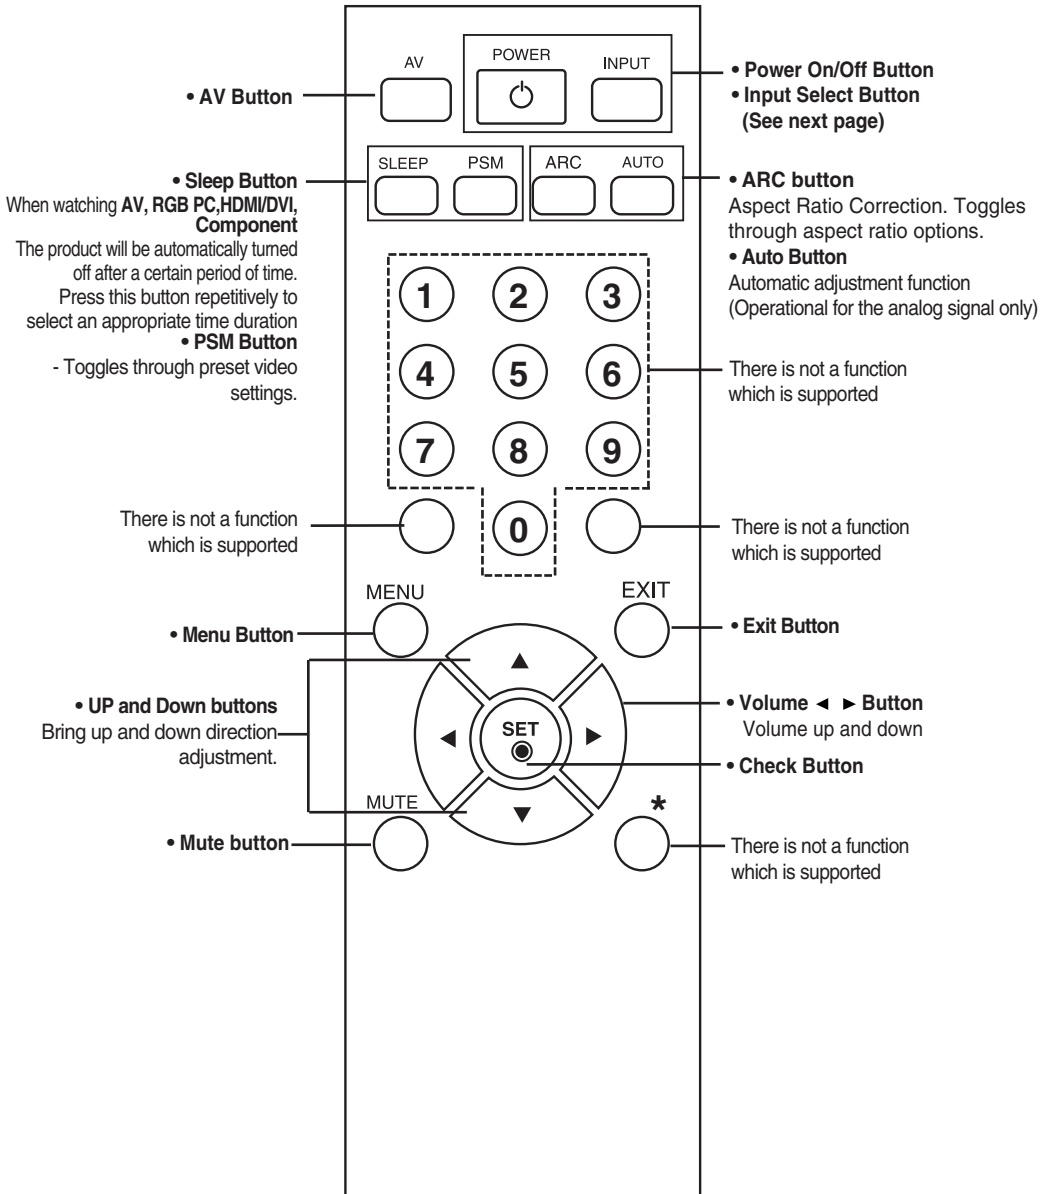 AV
POWER
INPUT
• AV Button
• Power On/Off Button
• Input Select Button
(See next page)
SLEEP
PSM
ARC
AUTO
• Sleep Button
When watching AV, RGB PC,HDMI/DVI,
Component
The product will be automatically turned
off after a certain period of time.
Press this button repetitively to
select an appropriate time duration
• PSM Button
- Toggles through preset video
settings.
• ARC button
Aspect Ratio Correction. Toggles
through aspect ratio options.
• Auto Button
Automatic adjustment function
(Operational for the analog signal only)
1 2 3
4 5 6
7 8 9
0
There is not a function
which is supported
There is not a function
which is supported
There is not a function
which is supported
MENU
EXIT
• Menu Button
• Exit Button
• UP and Down buttons
Bring up and down direction
adjustment.
▲
◄
SET
►
▼
• Volume ◄ ► Button
Volume up and down
• Check Button
MUTE
*
• Mute button
There is not a function
which is supported